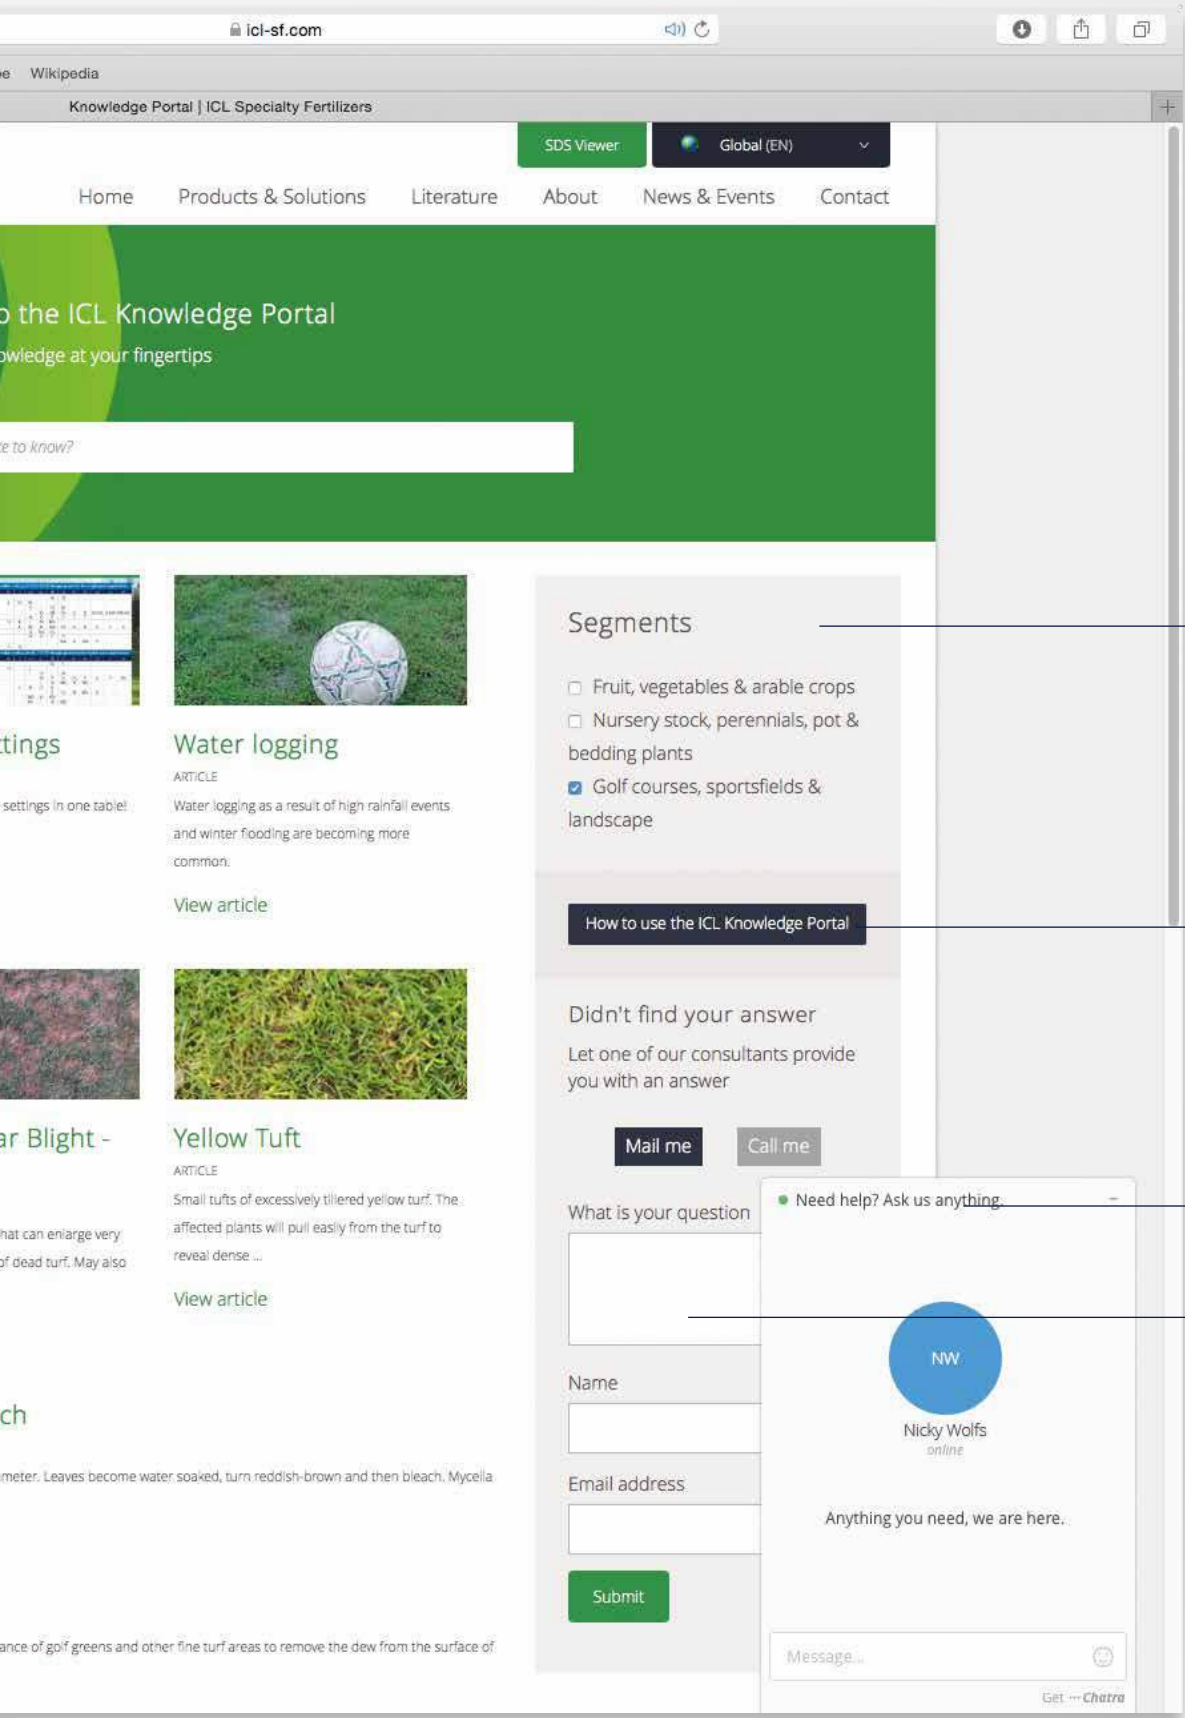 icl-sf.com
Wikipedia
Knowledge Portal | ICL Specialty Fertilizers
SDS Viewer
Global (EN)
Home Products & Solutions Literature About News & Events Contact
the ICL Knowledge Portal
at your fingertips
to know?
Segments
Fruit, vegetables & arable crops
Nursery stock, perennials, pot &
bedding plants
Golf courses, sportsfields &
landscape
settings in one table!
Water logging
ARTICLE
Water logging as a result of high rainfall events
and winter flooding are becoming more
common.
View article
How to use the ICL Knowledge Portal
Didn't find your answer
Let one of our consultants provide
you with an answer
Mail me Call me
Blight -
that can enlarge very
of dead turf. May also
Yellow Tuft
ARTICLE
Small tufts of excessively tillered yellow turf. The
affected plants will pull easily from the turf to
reveal dense ...
View article
What is your question
Name
Email address
Submit
Leaves become water soaked, turn reddish-brown and then bleach. Mycelia
of golf greens and other fine turf areas to remove the dew from the surface of
Need help? Ask us anything.
NW
Nicky Wolfs
online
Anything you need, we are here.
Message...
Get Chatra